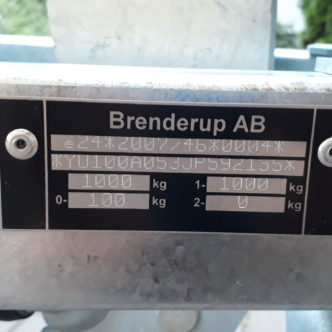 Brenderup AB
e24*2007/46*0004*
*YU100A053JP592155*
1000 kg 1- 1000 kg
0- 100 kg 2- 0 kg